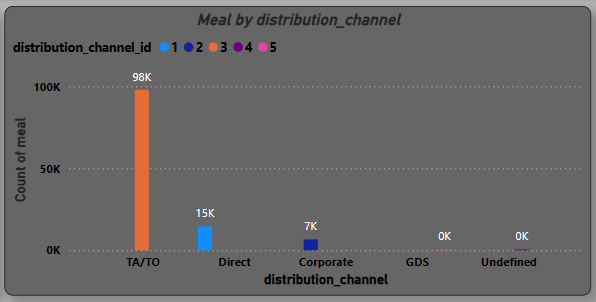 Meal by distribution_channel
distribution_channel_id 1 2 3 4 5
98K
100K
Count of meal
50K
15K
7K
0K
0K
0K
TA/TO Direct Corporate GDS Undefined
distribution_channel